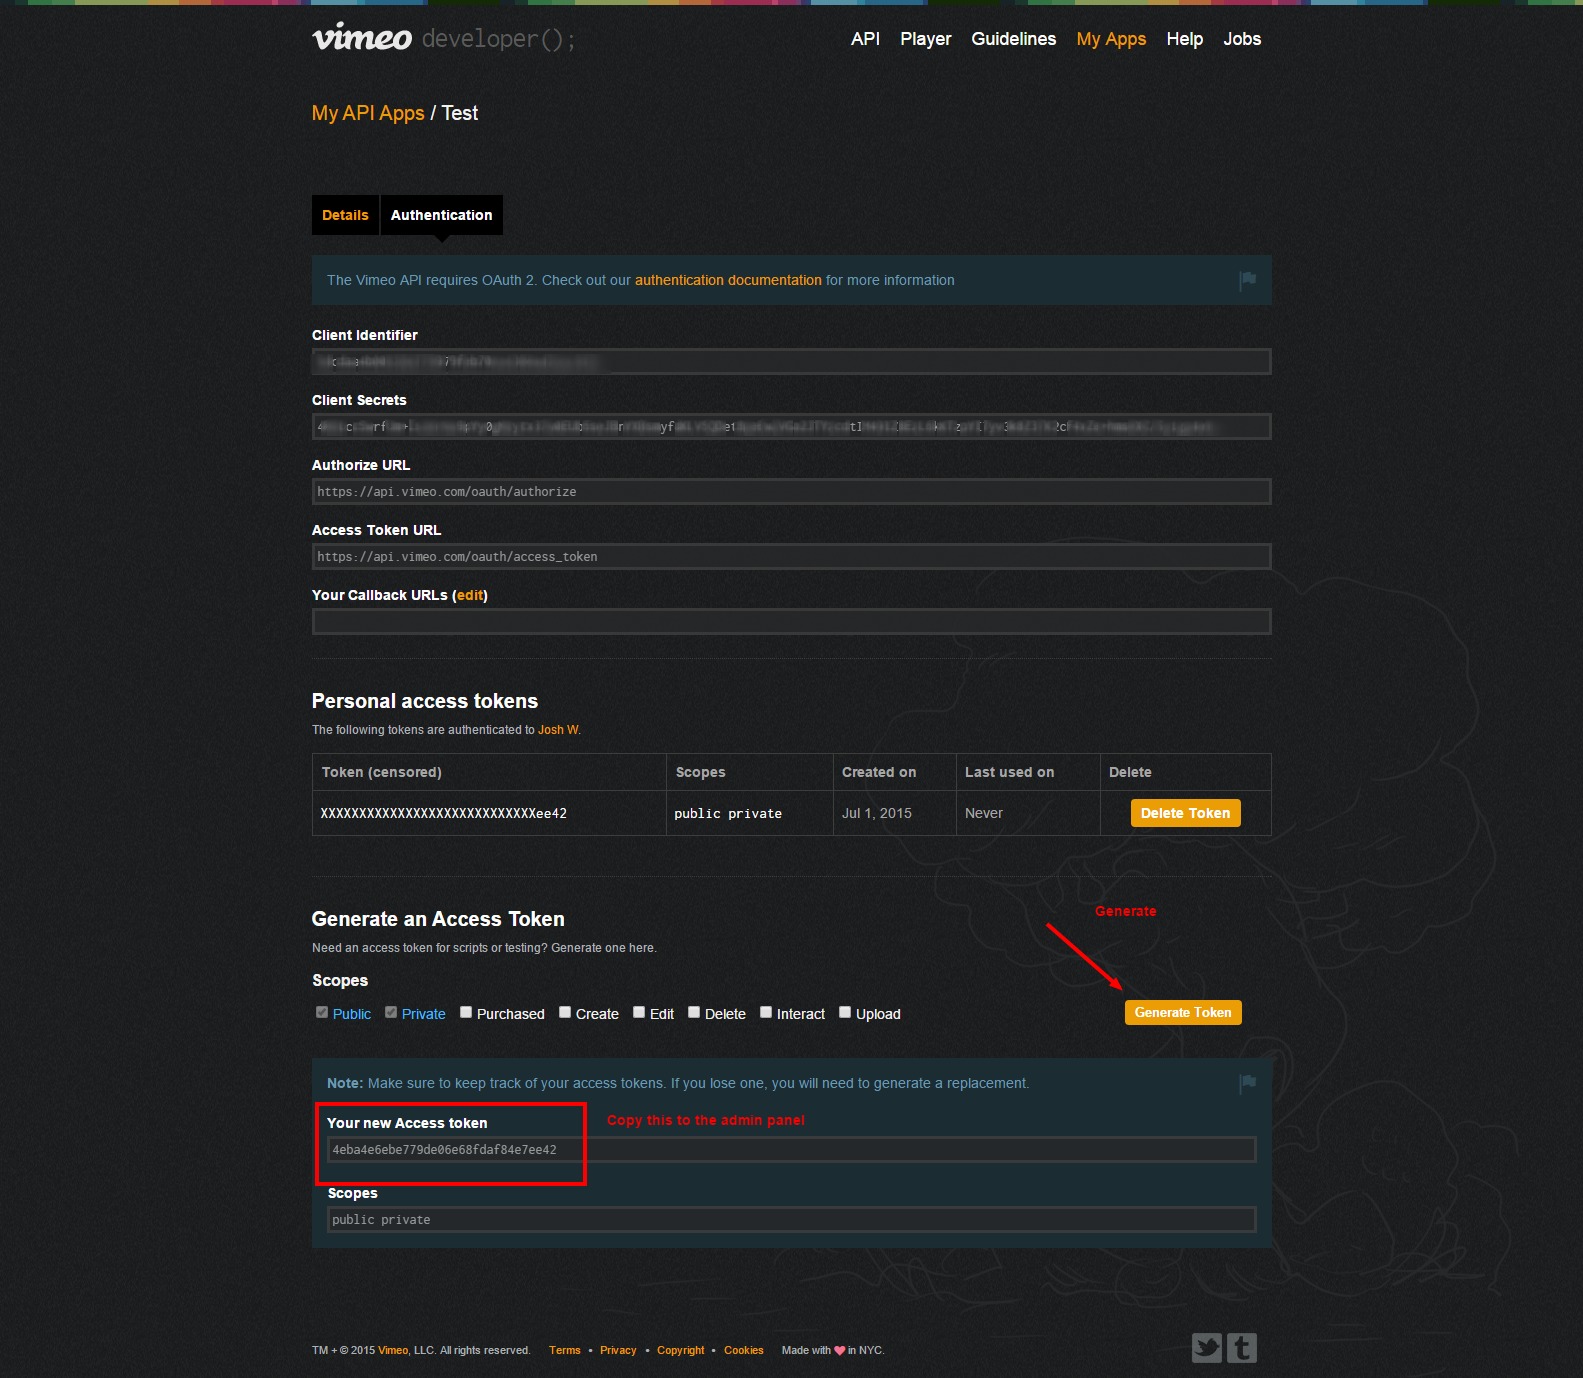 vimeo developer();
API Player Guidelines My Apps Help Jobs
My API Apps / Test
Details Authentication
The Vimeo API requires OAuth 2. Check out our authentication documentation for more information
Client Identifier
Client Secrets
Authorize URL
https://api.vimeo.com/oauth/authorize
Access Token URL
https://api.vimeo.com/oauth/access_token
Your Callback URLs (edit)
Personal access tokens
The following tokens are authenticated to Josh W.
Token (censored) Scopes Created on Last used on Delete
XXXXXXXXXXXXXXXXXXXXXXXXXXXXee42 public private Jul 1, 2015 Never Delete Token
Generate an Access Token
Generate
Need an access token for scripts or testing? Generate one here.
Scopes
Public Private Purchased Create Edit Delete Interact Upload Generate Token
Note: Make sure to keep track of your access tokens. If you lose one, you will need to generate a replacement.
Your new Access token Copy this to the admin panel
4eba4e6ebe779de06e68fdaf84e7ee42
Scopes
public private
TM + © 2015 Vimeo, LLC. All rights reserved. Terms • Privacy • Copyright • Cookies Made with ❤ in NYC.